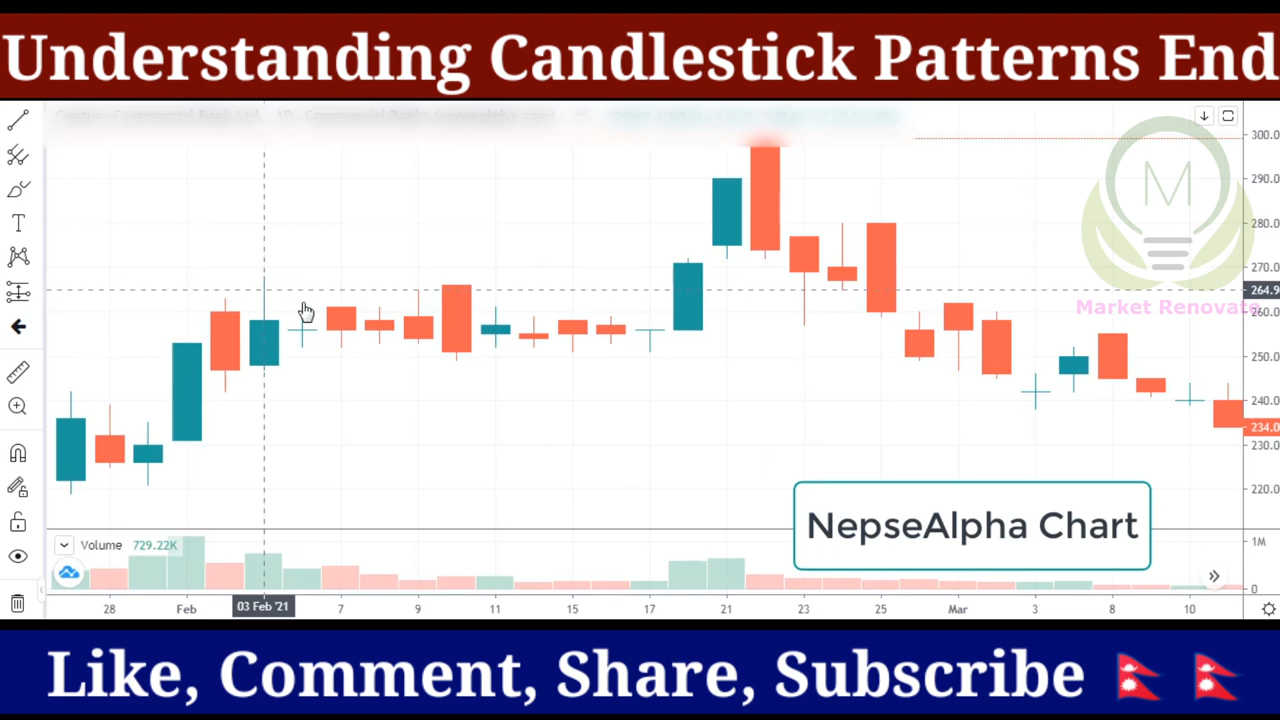 Understanding Candlestick Patterns End
300.0
290.0
280.0
270.0
264.9
260.0
250.0
240.0
234.0
230.0
220.0
M
Market Renovate
T
NepseAlpha Chart
Volume 729.22K
1M
0
28 Feb 03 Feb '21 7 9 11 15 17 21 23 25 Mar 3 8 10
Like, Comment, Share, Subscribe